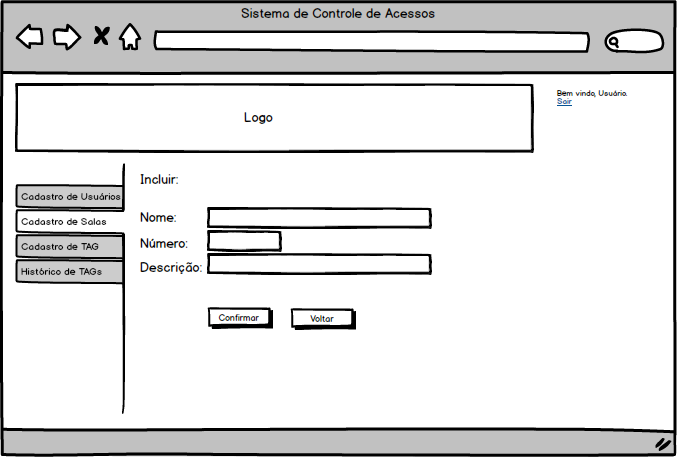 Sistema de Controle de Acessos
Logo
Bem vindo, Usuário.
Sair
Cadastro de Usuários
Cadastro de Salas
Cadastro de TAG
Histórico de TAGs
Incluir:
Nome:
Número:
Descrição:
Confirmar
Voltar